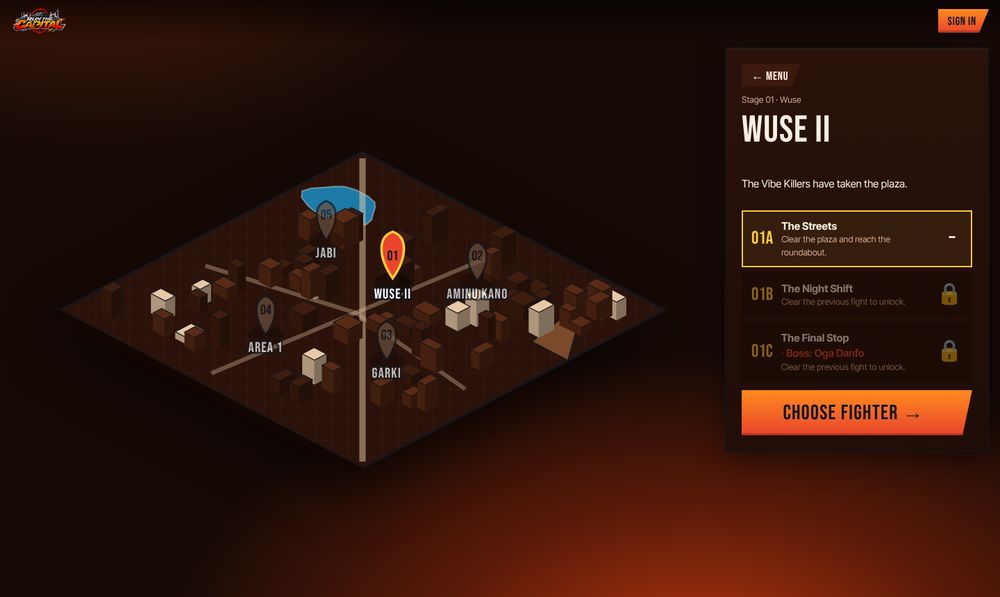 RUN THE
CAPITAL
SIGN IN
← MENU
Stage 01 · Wuse
WUSE II
The Vibe Killers have taken the plaza.
01A
The Streets
Clear the plaza and reach the
roundabout.
–
01B
The Night Shift
Clear the previous fight to unlock.
01C
The Final Stop
· Boss: Oga Danfo
Clear the previous fight to unlock.
CHOOSE FIGHTER →
05
JABI
01
WUSE II
02
AMINU KANO
04
AREA 1
03
GARKI